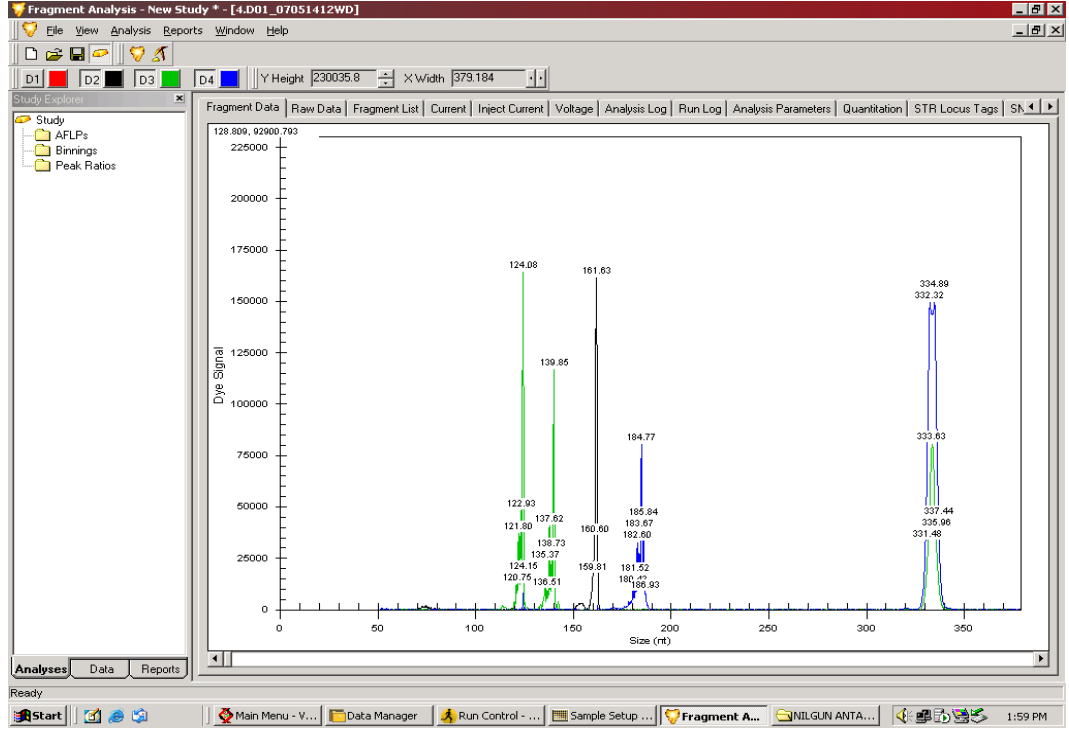 Fragment Analysis - New Study * - [4.D01_07051412WD]
File View Analysis Reports Window Help
D1 D2 D3 D4 Y Height 230035.8 X Width 379.184
Study Explorer
Study
AFLPs
Binnings
Peak Ratios
Fragment Data Raw Data Fragment List Current Inject Current Voltage Analysis Log Run Log Analysis Parameters Quantitation STR Locus Tags
128.809, 92900.793
225000
200000
175000
150000
125000
100000
75000
50000
25000
0
Dye Signal
124.08
161.63
334.89
332.32
139.85
184.77
333.63
122.93
185.84
337.44
137.62
183.67
121.80
160.60
335.96
182.60
331.48
138.73
135.37
124.15
159.81
181.52
120.75
136.51
186.93
0 50 100 150 200 250 300 350
Size (nt)
Analyses Data Reports
Ready
Start Main Menu - V... Data Manager Run Control - ... Sample Setup ... Fragment A... NILGUN ANTA... 1:59 PM